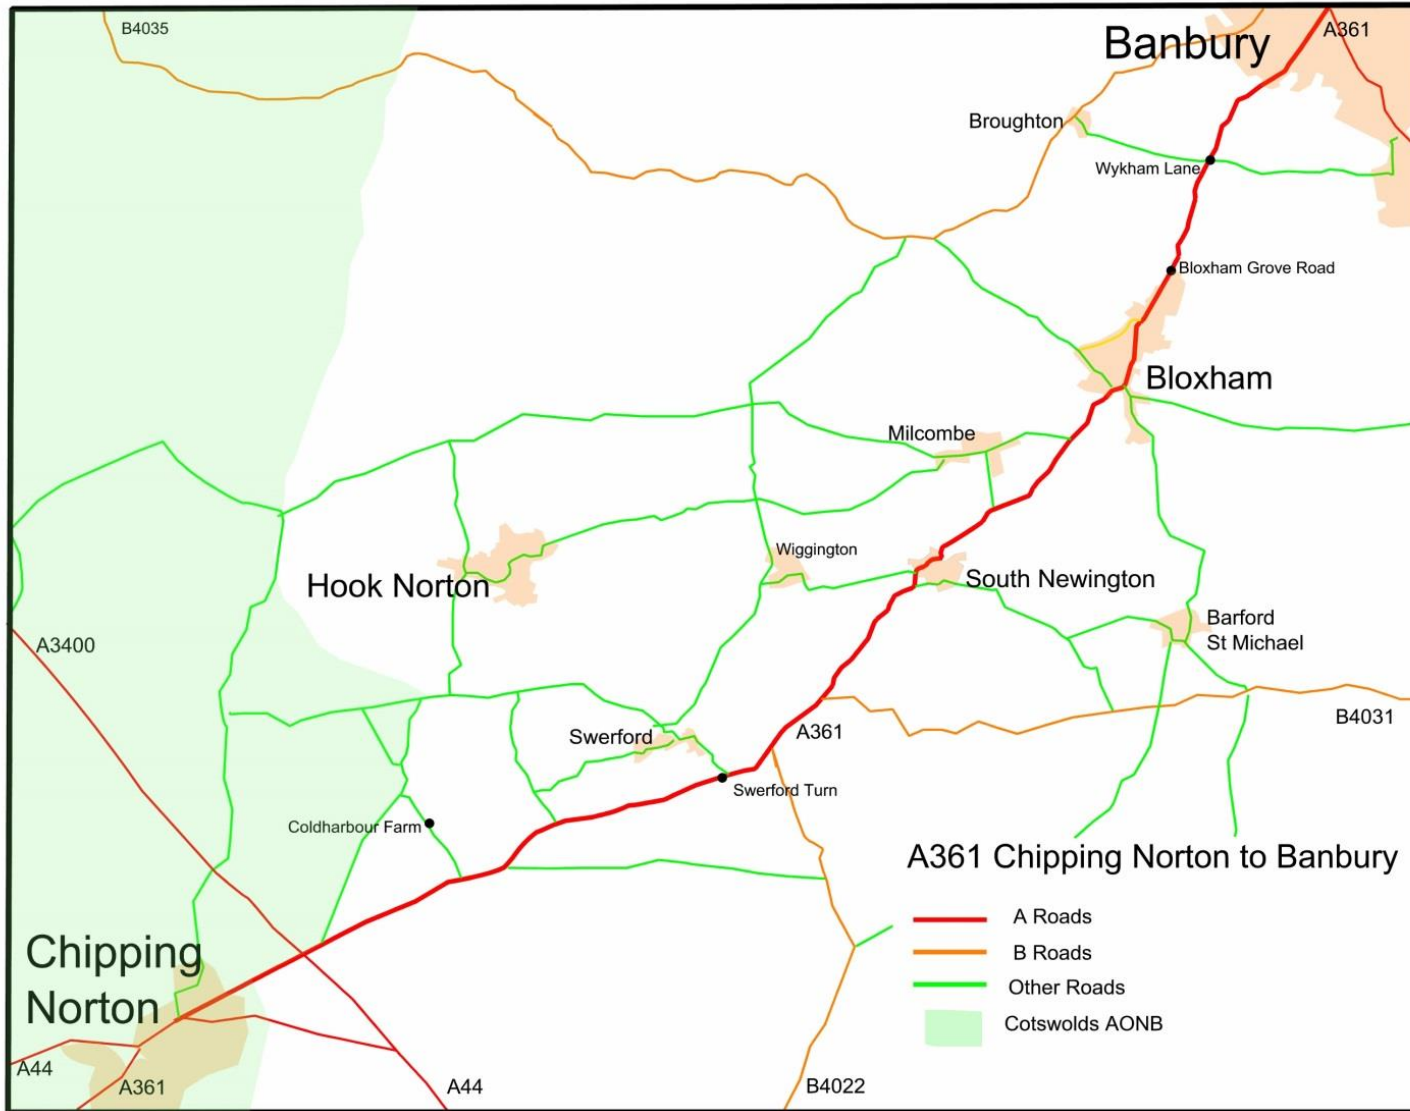 B4035
Banbury
A361
Broughton
Wykham Lane
Bloxham Grove Road
Bloxham
Milcombe
Wiggington
Hook Norton
South Newington
Barford
St Michael
A3400
Swerford
A361
B4031
Swerford Turn
Coldharbour Farm
A361 Chipping Norton to Banbury
A Roads
B Roads
Other Roads
Cotswolds AONB
Chipping
Norton
A44
A361
A44
B4022